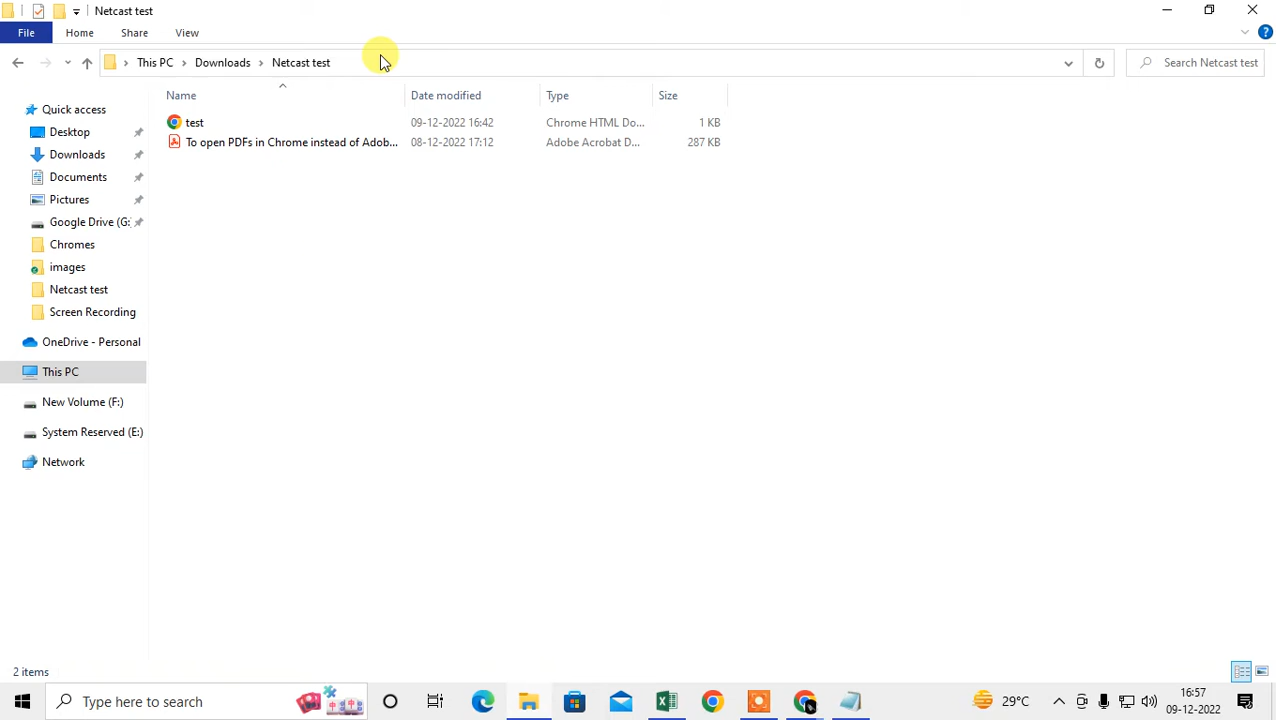 Netcast test
File Home Share View
This PC Downloads Netcast test Search Netcast test
Name Date modified Type Size
Quick access
Desktop
Downloads
Documents
Pictures
Google Drive (G:
Chromes
images
Netcast test
Screen Recording
OneDrive - Personal
This PC
New Volume (F:)
System Reserved (E:)
Network
test 09-12-2022 16:42 Chrome HTML Do... 1 KB
To open PDFs in Chrome instead of Adob... 08-12-2022 17:12 Adobe Acrobat D... 287 KB
2 items
Type here to search 29°C 16:57
09-12-2022